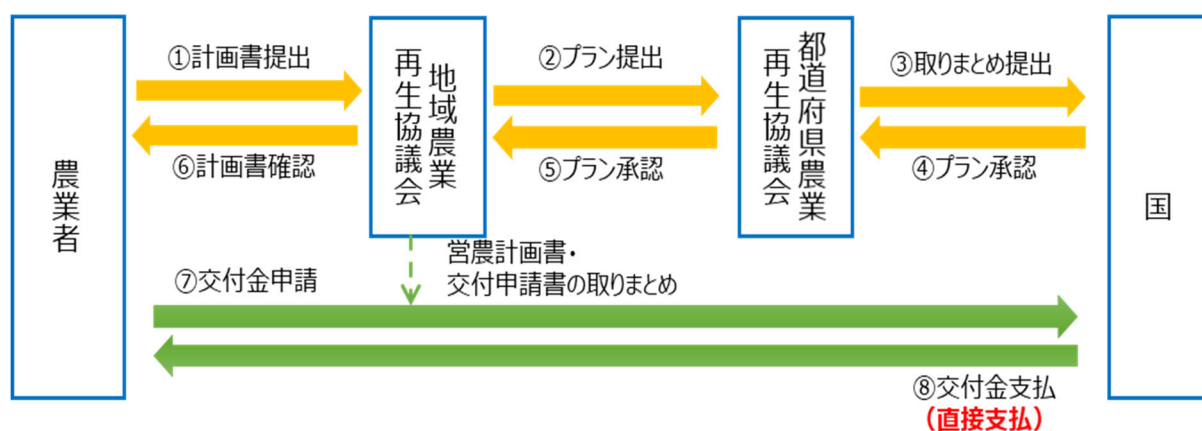 ①計画書提出
②プラン提出
③取りまとめ提出
農業者
地域農業
再生協議会
都道府県農業
再生協議会
国
⑥計画書確認
⑤プラン承認
④プラン承認
営農計画書・
交付申請書の取りまとめ
⑦交付金申請
⑧交付金支払
（直接支払）